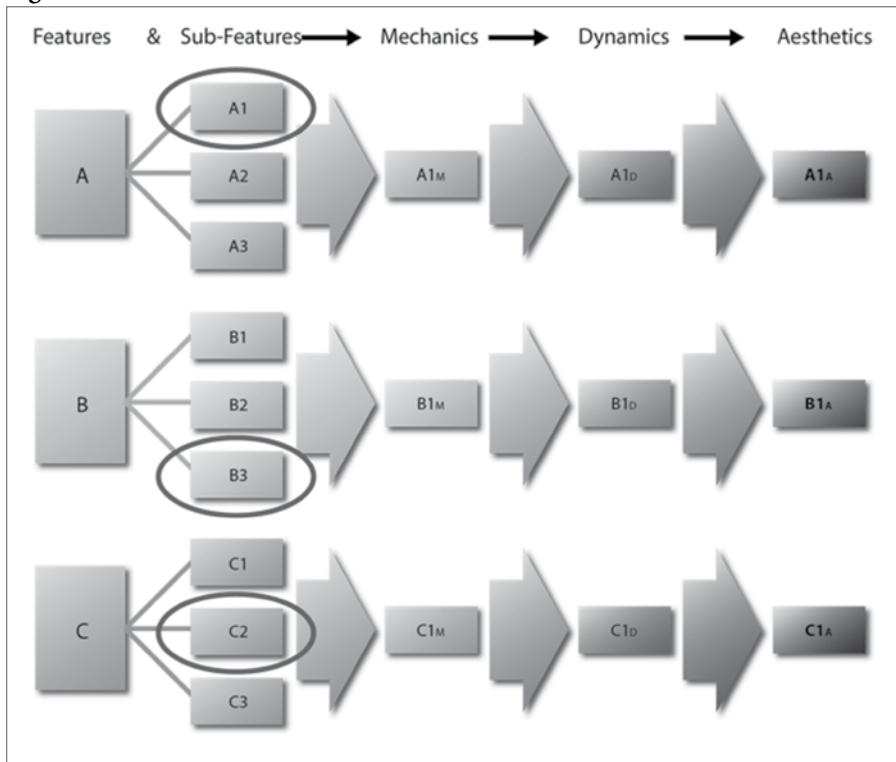 Features & Sub-Features Mechanics Dynamics Aesthetics
A1
A A2 A1M A1D A1A
A3
B1
B B2 B1M B1D B1A
B3
C1
C C2 C1M C1D C1A
C3